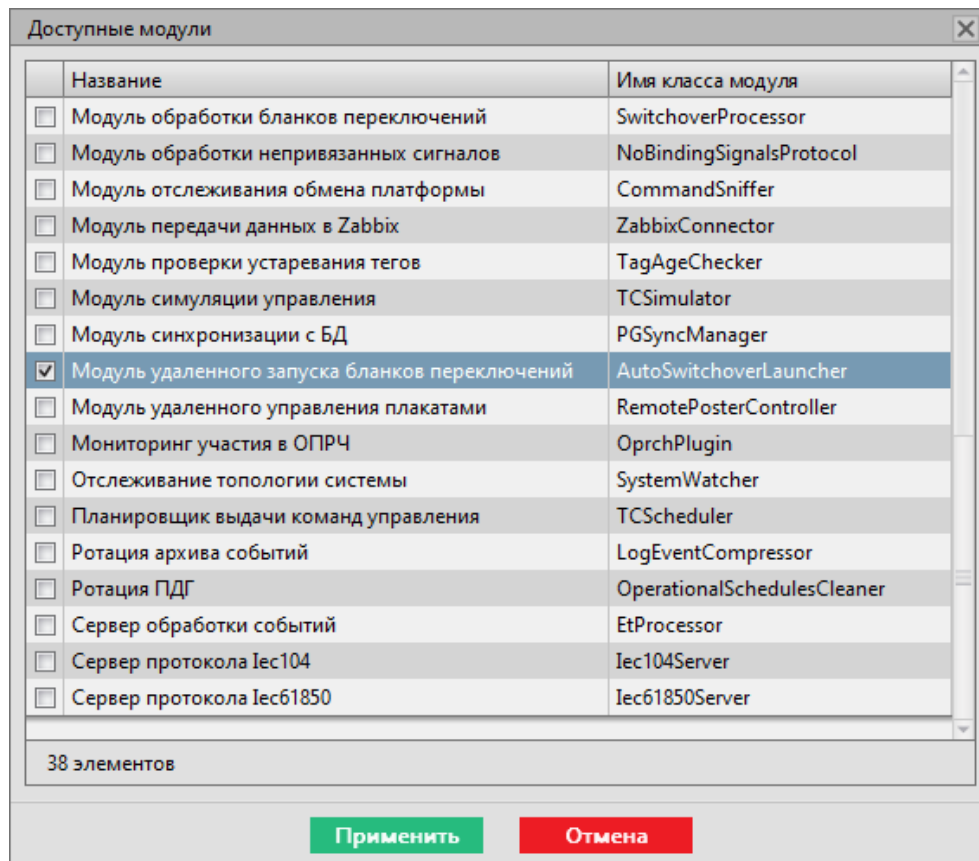 Доступные модули
Название Имя класса модуля
Модуль обработки бланков переключений SwitchoverProcessor
Модуль обработки непривязанных сигналов NoBindingSignalsProtocol
Модуль отслеживания обмена платформы CommandSniffer
Модуль передачи данных в Zabbix ZabbixConnector
Модуль проверки устаревания тегов TagAgeChecker
Модуль симуляции управления TCSimulator
Модуль синхронизации с БД PGSyncManager
Модуль удаленного запуска бланков переключений AutoSwitchoverLauncher
Модуль удаленного управления плакатами RemotePosterController
Мониторинг участия в ОПРЧ OprchPlugin
Отслеживание топологии системы SystemWatcher
Планировщик выдачи команд управления TCScheduler
Ротация архива событий LogEventCompressor
Ротация ПДГ OperationalSchedulesCleaner
Сервер обработки событий EtProcessor
Сервер протокола Iec104 Iec104Server
Сервер протокола Iec61850 Iec61850Server
38 элементов
Применить Отмена